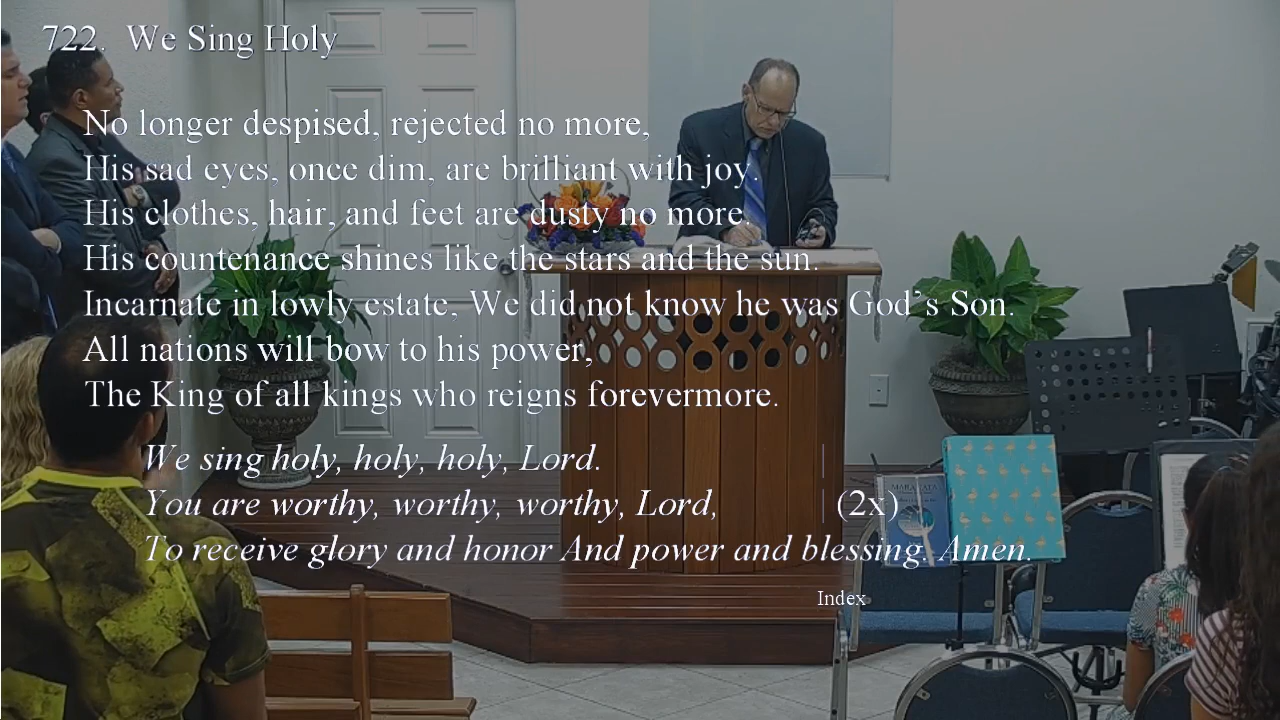 722. We Sing Holy
No longer despised, rejected no more,
His sad eyes, once dim, are brilliant with joy.
His clothes, hair, and feet are dusty no more.
His countenance shines like the stars and the sun.
Incarnate in lowly estate, We did not know he was God’s Son.
All nations will bow to his power,
The King of all kings who reigns forevermore.
We sing holy, holy, holy, Lord.
You are worthy, worthy, worthy, Lord,
(2x)
To receive glory and honor And power and blessing. Amen.
Index